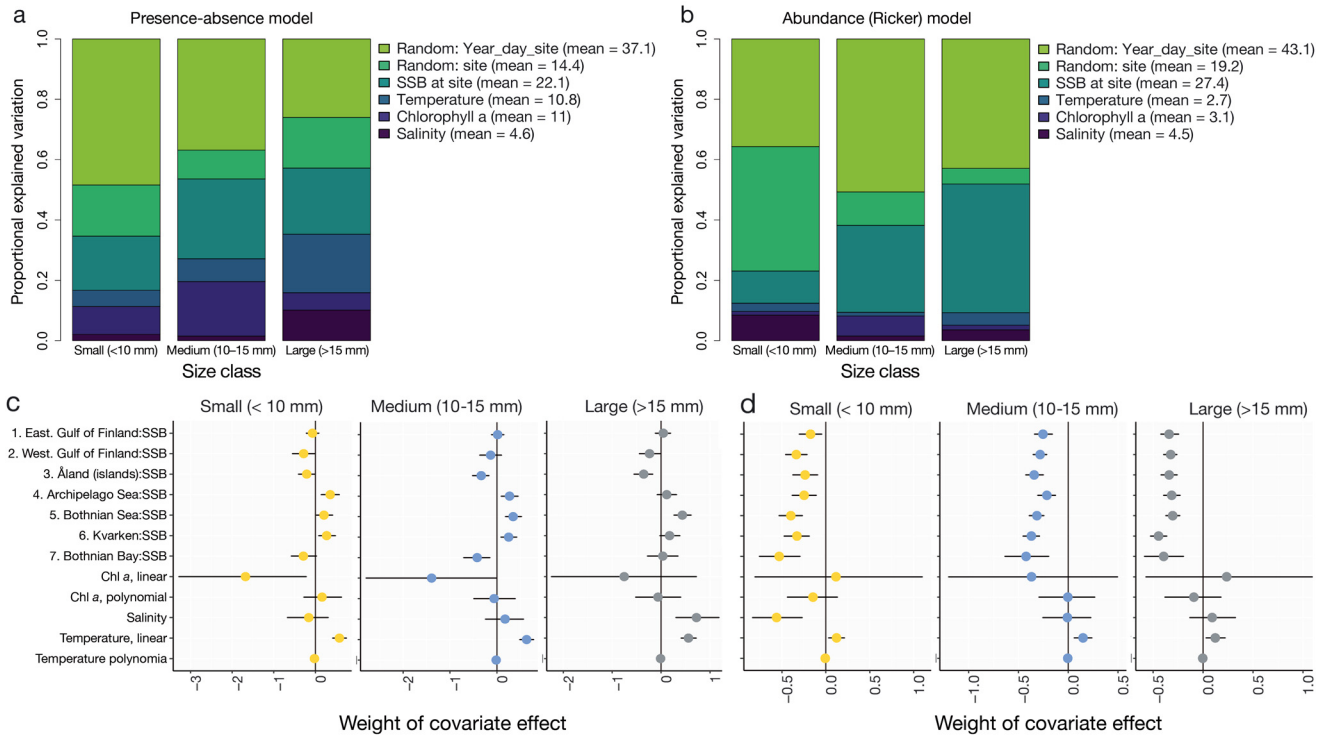 a
Presence-absence model
Proportional explained variation
1.0
0.8
0.6
0.4
0.2
0.0
Small (<10 mm)
Medium (10–15 mm)
Large (>15 mm)
Size class
Random: Year_day_site (mean = 37.1)
Random: site (mean = 14.4)
SSB at site (mean = 22.1)
Temperature (mean = 10.8)
Chlorophyll a (mean = 11)
Salinity (mean = 4.6)
b
Abundance (Ricker) model
Proportional explained variation
1.0
0.8
0.6
0.4
0.2
0.0
Small (<10 mm)
Medium (10–15 mm)
Large (>15 mm)
Size class
Random: Year_day_site (mean = 43.1)
Random: site (mean = 19.2)
SSB at site (mean = 27.4)
Temperature (mean = 2.7)
Chlorophyll a (mean = 3.1)
Salinity (mean = 4.5)
c
Small (< 10 mm)
Medium (10-15 mm)
Large (>15 mm)
1. East. Gulf of Finland:SSB
2. West. Gulf of Finland:SSB
3. Åland (islands):SSB
4. Archipelago Sea:SSB
5. Bothnian Sea:SSB
6. Kvarken:SSB
7. Bothnian Bay:SSB
Chl a, linear
Chl a, polynomial
Salinity
Temperature, linear
Temperature polynomia
−3 −2 −1 0
−2 −1 0
−2 −1 0 1
Weight of covariate effect
d
Small (< 10 mm)
Medium (10-15 mm)
Large (>15 mm)
−0.5 0.0 0.5 1.0
−1.0 −0.5 0.0 0.5
−0.5 0.0 0.5 1.0
Weight of covariate effect